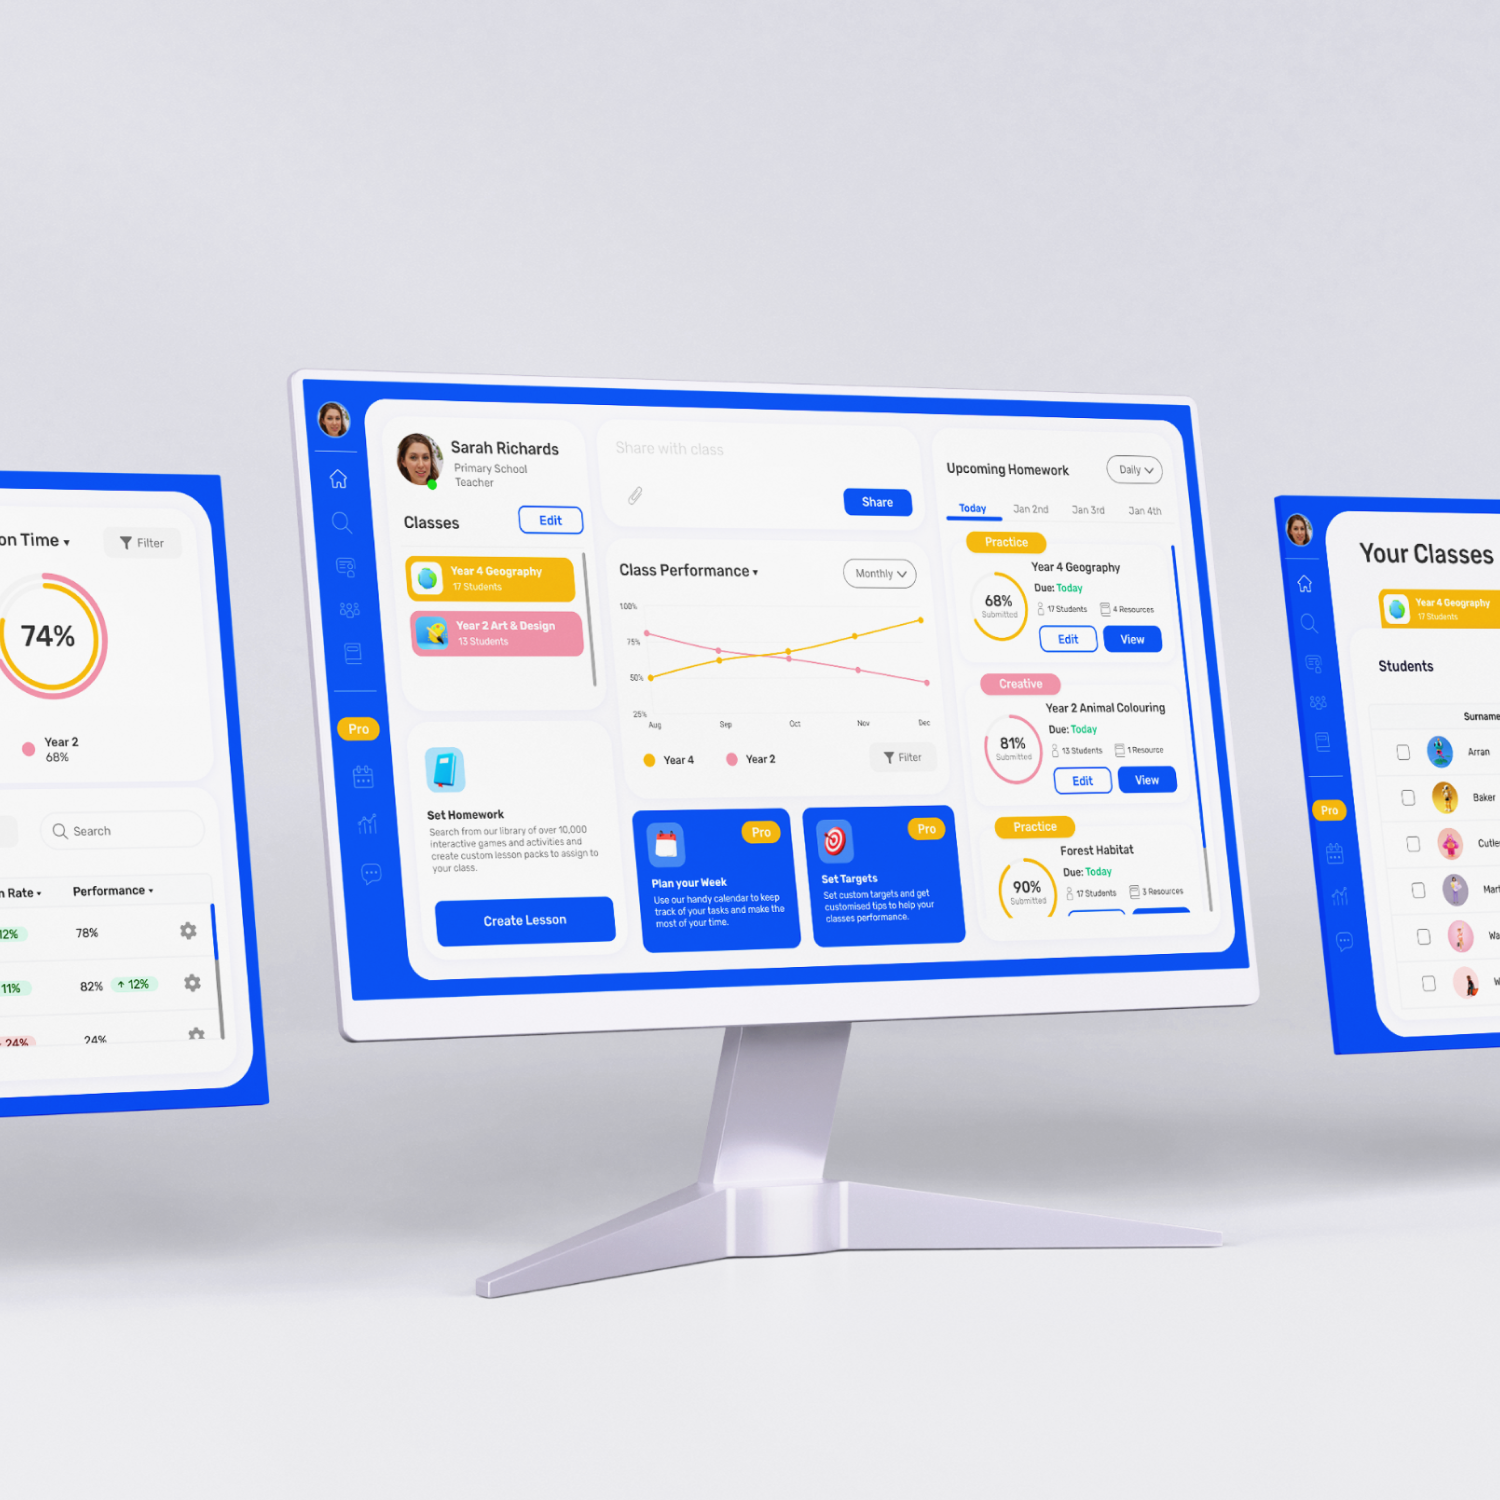 on Time
Filter
74%
Year 2
68%
Search
n Rate
Performance
12%
78%
11%
82%
12%
24%
24%
Sarah Richards
Primary School
Teacher
Classes
Edit
Year 4 Geography
17 Students
Year 2 Art & Design
13 Students
Pro
Set Homework
Search from our library of over 10,000
interactive games and activities and
create custom lesson packs to assign to
your class.
Create Lesson
Share with class
Share
Class Performance
Monthly
100%
75%
50%
25%
Aug
Sep
Oct
Nov
Dec
Year 4
Year 2
Filter
Pro
Plan your Week
Use our handy calendar to keep
track of your tasks and make the
most of your time.
Pro
Set Targets
Set custom targets and get
customised tips to help your
classes performance.
Upcoming Homework
Daily
Today
Jan 2nd
Jan 3rd
Jan 4th
Practice
Year 4 Geography
Due: Today
68%
Submitted
17 Students
4 Resources
Edit
View
Creative
Year 2 Animal Colouring
Due: Today
81%
Submitted
13 Students
1 Resource
Edit
View
Practice
Forest Habitat
Due: Today
90%
Submitted
17 Students
3 Resources
Your Classes
Year 4 Geography
17 Students
Students
Surname
Arran
Baker
Cutle
Mar
Wa
W
Pro